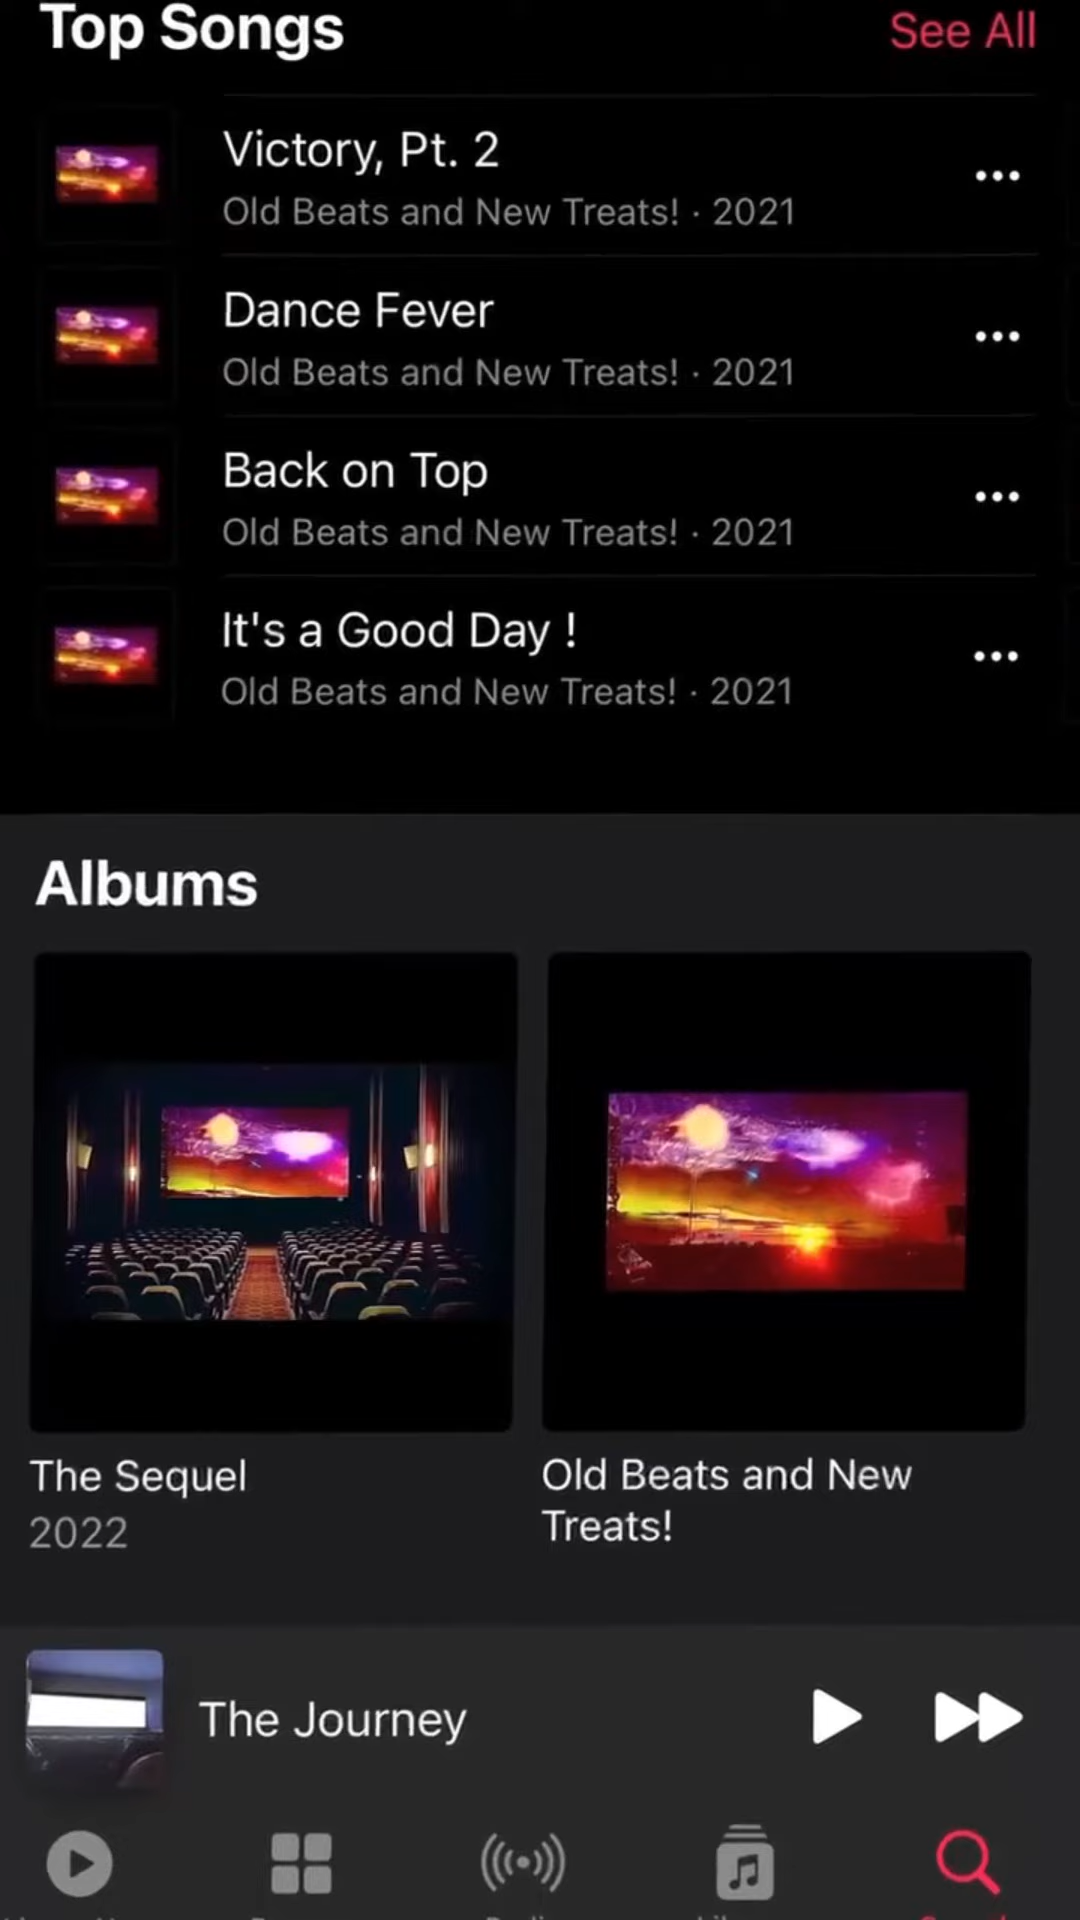 Top Songs
See All
Victory, Pt. 2
Old Beats and New Treats! · 2021
Dance Fever
Old Beats and New Treats! · 2021
Back on Top
Old Beats and New Treats! · 2021
It's a Good Day !
Old Beats and New Treats! · 2021
Albums
The Sequel
2022
Old Beats and New
Treats!
The Journey